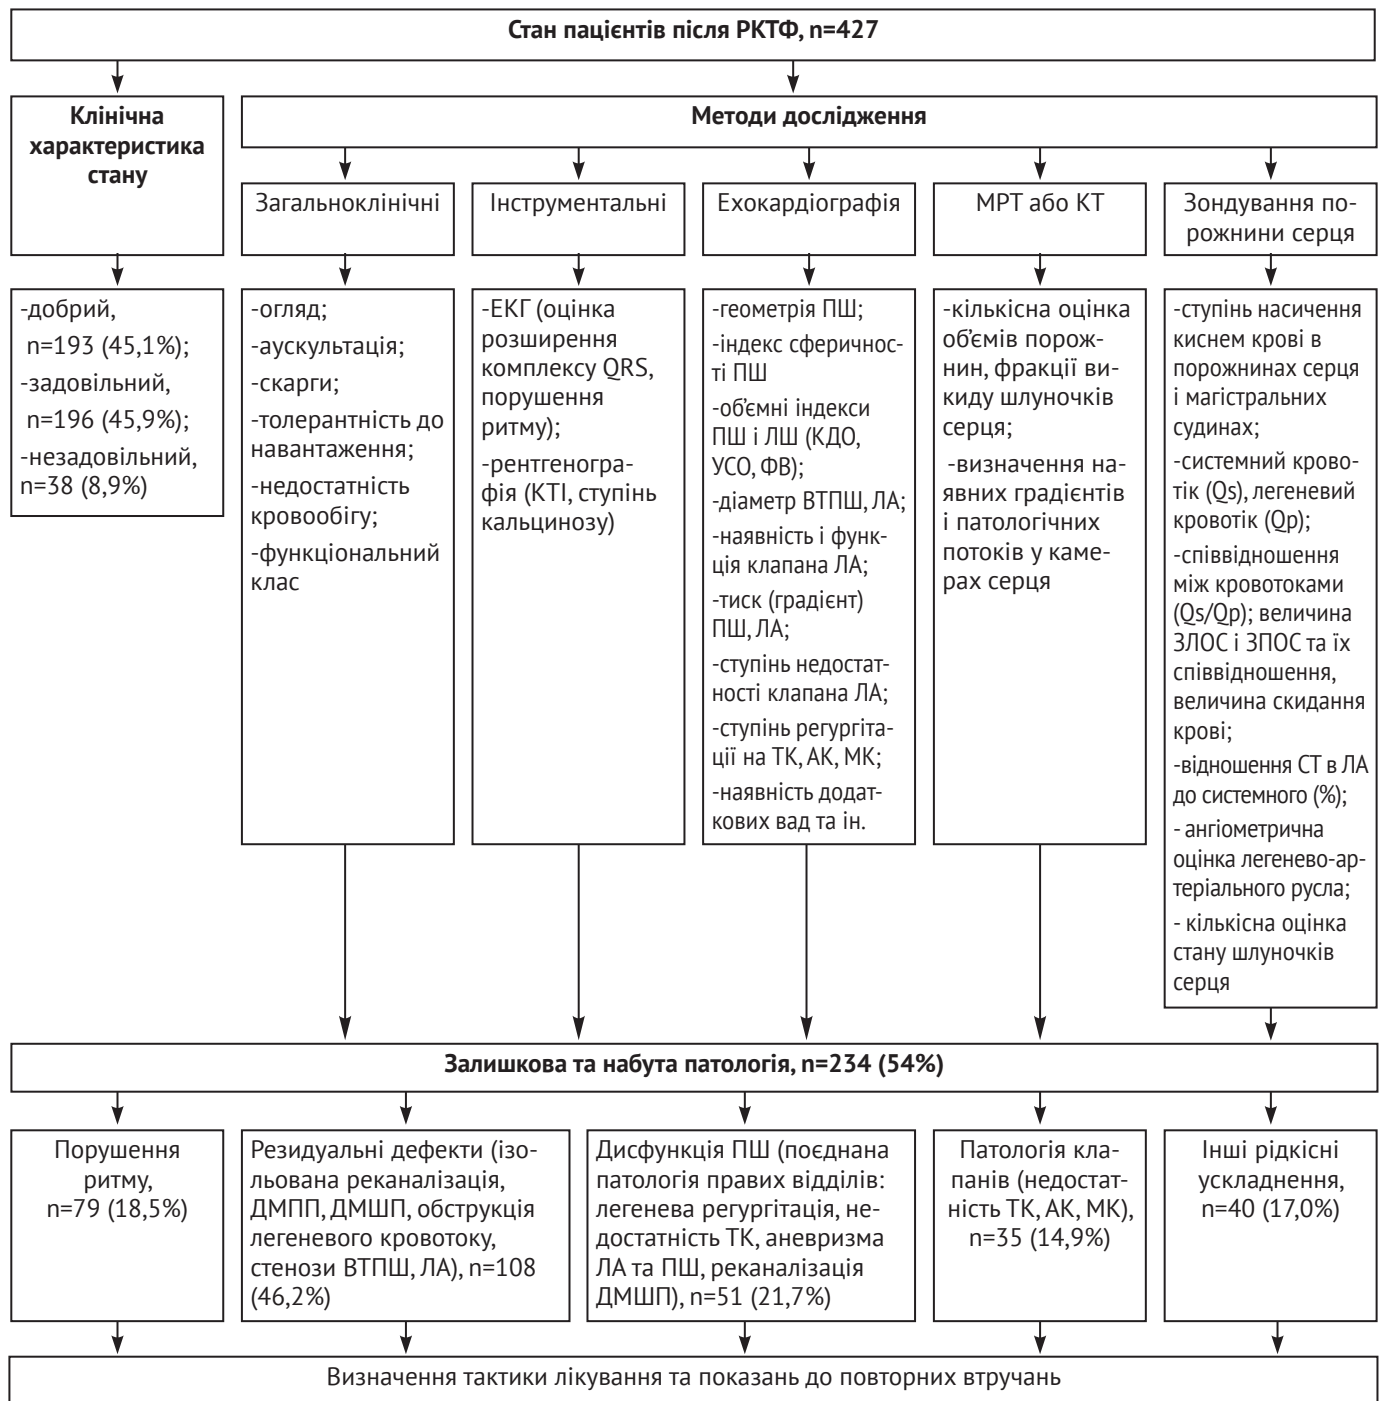 Стан пацієнтів після РКТФ, n=427
Клінічна
характеристика
стану
Методи дослідження
Загальноклінічні
Інструментальні
Ехокардіографія
МРТ або КТ
Зондування по-
рожнини серця
-добрий,
n=193 (45,1%);
-задовільний,
n=196 (45,9%);
-незадовільний,
n=38 (8,9%)
-огляд;
-аускультація;
-скарги;
-толерантність до
навантаження;
-недостатність
кровообігу;
-функціональний
клас
-ЕКГ (оцінка
розширення
комплексу QRS,
порушення
ритму);
-рентгеногра-
фія (КТІ, ступінь
кальцинозу)
-геометрія ПШ;
-індекс сферичнос-
ті ПШ
-об'ємні індекси
ПШ і ЛШ (КДО,
УСО, ФВ);
-діаметр ВТПШ, ЛА;
-наявність і функ-
ція клапана ЛА;
-тиск (градієнт)
ПШ, ЛА;
-ступінь недостат-
ності клапана ЛА;
-ступінь регургіта-
ції на ТК, АК, МК;
-наявність додат-
кових вад та ін.
-кількісна оцінка
об'ємів порож-
нин, фракції ви-
киду шлуночків
серця;
-визначення на-
явних градієнтів
і патологічних
потоків у каме-
рах серця
-ступінь насичення
киснем крові в
порожнинах серця
і магістральних
судинах;
-системний крово-
тік (Qs), легеневий
кровотік (Qp);
-співвідношення
між кровотоками
(Qs/Qp); величина
ЗЛОС і ЗПОС та їх
співвідношення,
величина скидання
крові;
-відношення СТ в ЛА
до системного (%);
- ангіометрична
оцінка легенево-ар-
теріального русла;
- кількісна оцінка
стану шлуночків
серця
Залишкова та набута патологія, n=234 (54%)
Порушення
ритму,
n=79 (18,5%)
Резидуальні дефекти (ізо-
льована реканалізація,
ДМПП, ДМШП, обструкція
легеневого кровотоку,
стенози ВТПШ, ЛА), n=108
(46,2%)
Дисфункція ПШ (поєднана
патологія правих відділів:
легенева регургітація, не-
достатність ТК, аневризма
ЛА та ПШ, реканалізація
ДМШП), n=51 (21,7%)
Патологія кла-
панів (недостат-
ність ТК, АК, МК),
n=35 (14,9%)
Інші рідкісні
ускладнення,
n=40 (17,0%)
Визначення тактики лікування та показань до повторних втручань